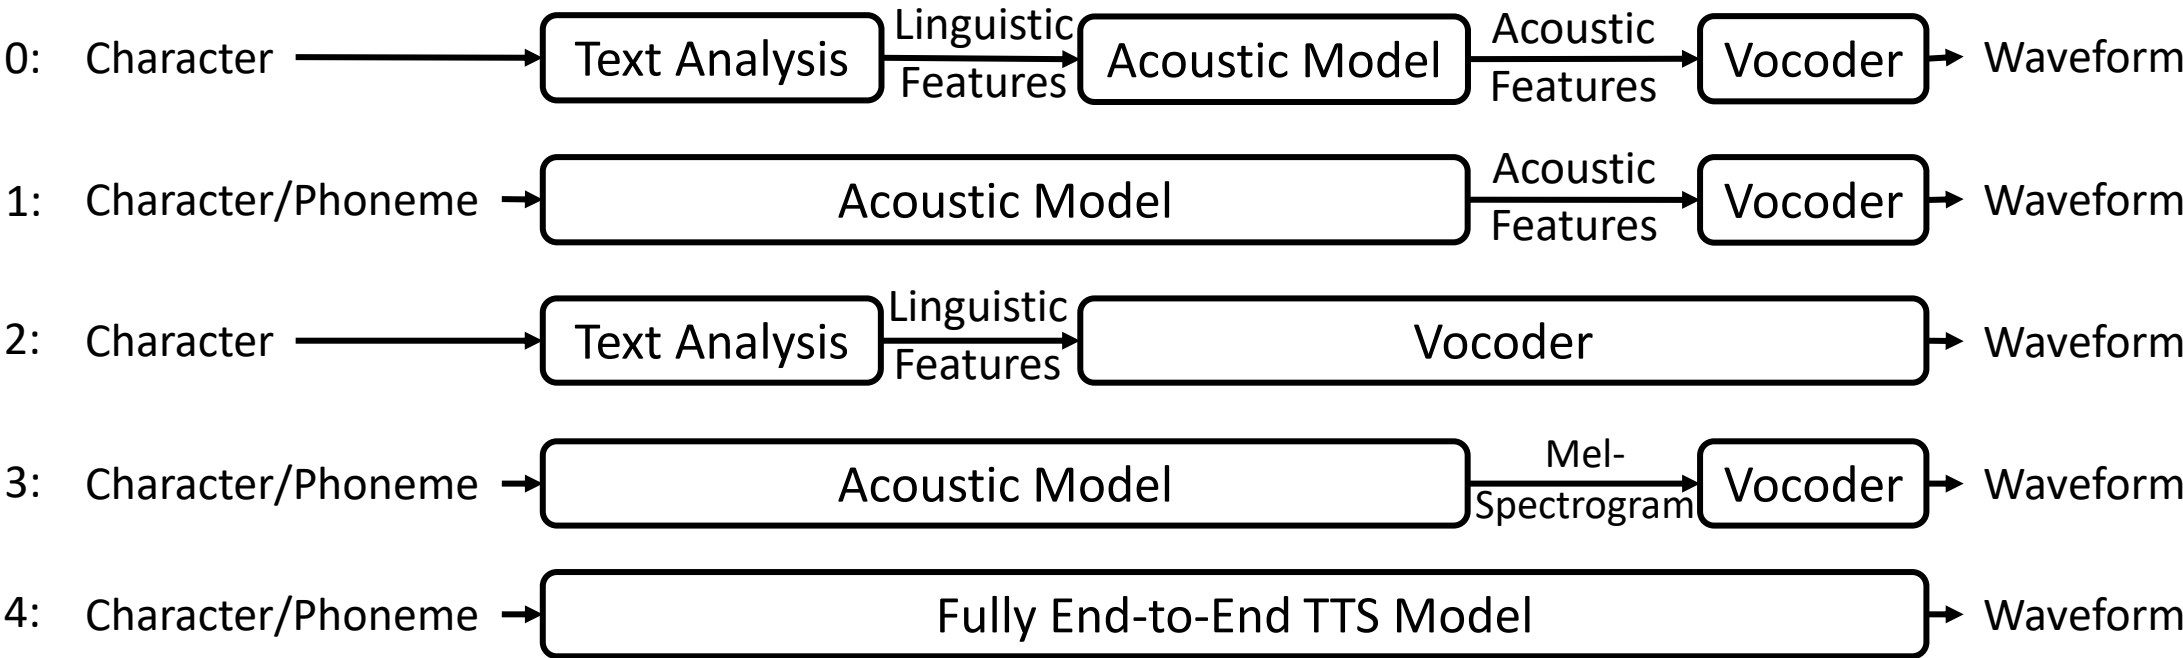 0: Character Text Analysis Linguistic Features Acoustic Model Acoustic Features Vocoder Waveform
1: Character/Phoneme Acoustic Model Acoustic Features Vocoder Waveform
2: Character Text Analysis Linguistic Features Vocoder Waveform
3: Character/Phoneme Acoustic Model Mel-Spectrogram Vocoder Waveform
4: Character/Phoneme Fully End-to-End TTS Model Waveform